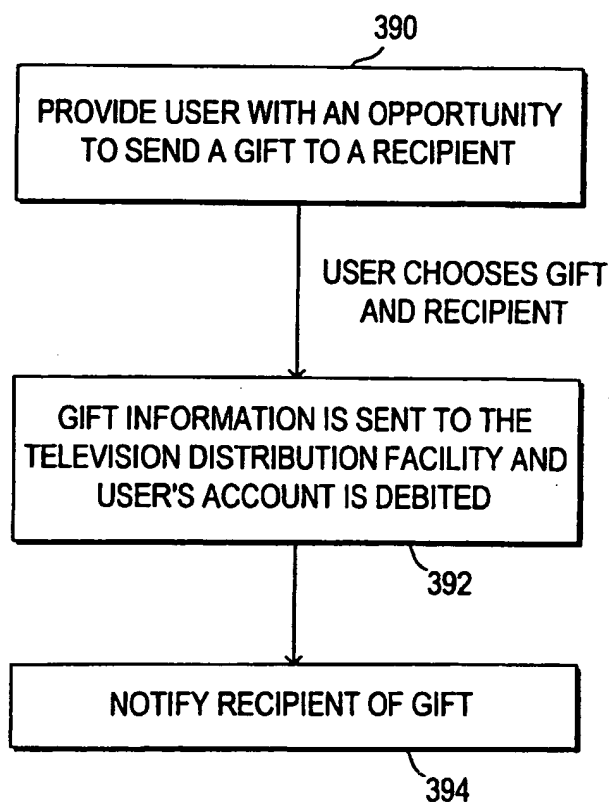 390
PROVIDE USER WITH AN OPPORTUNITY
TO SEND A GIFT TO A RECIPIENT
USER CHOOSES GIFT
AND RECIPIENT
GIFT INFORMATION IS SENT TO THE
TELEVISION DISTRIBUTION FACILITY AND
USER'S ACCOUNT IS DEBITED
392
NOTIFY RECIPIENT OF GIFT
394